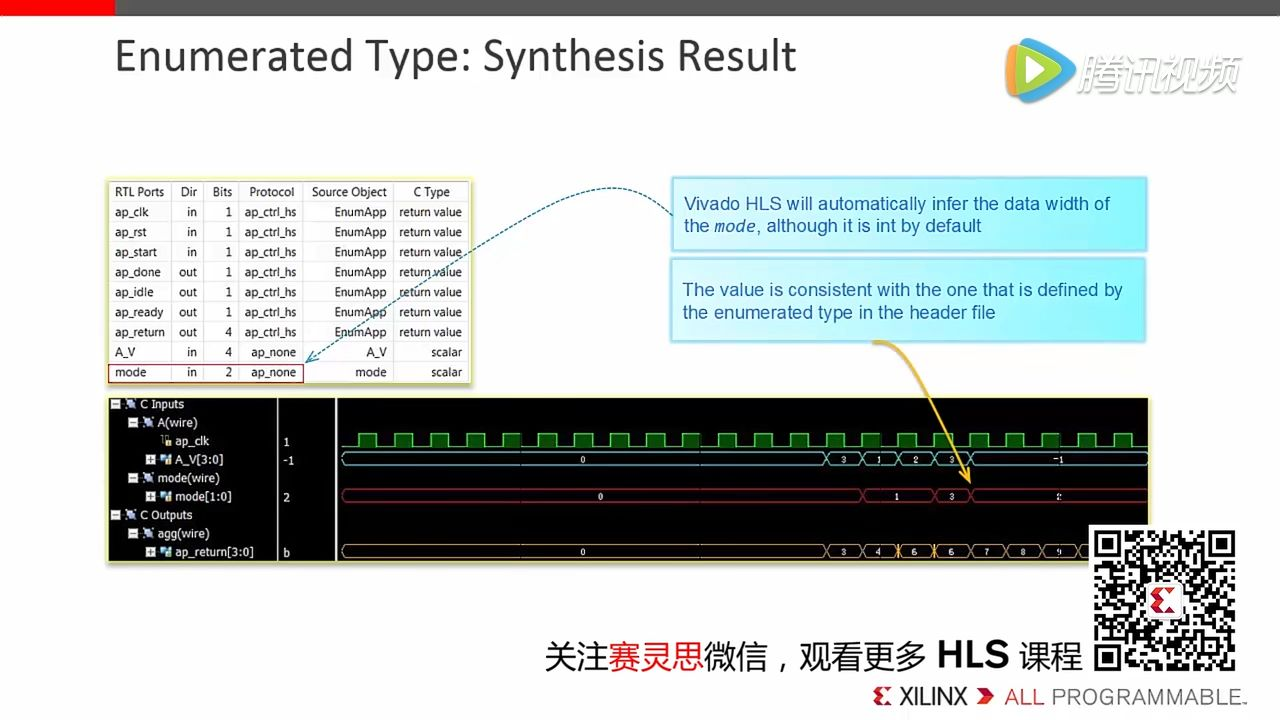 Enumerated Type: Synthesis Result
腾讯视频
RTL Ports Dir Bits Protocol Source Object C Type
ap_clk in 1 ap_ctrl_hs EnumApp return value
ap_rst in 1 ap_ctrl_hs EnumApp return value
ap_start in 1 ap_ctrl_hs EnumApp return value
ap_done out 1 ap_ctrl_hs EnumApp return value
ap_idle out 1 ap_ctrl_hs EnumApp return value
ap_ready out 1 ap_ctrl_hs EnumApp return value
ap_return out 4 ap_ctrl_hs EnumApp return value
A_V in 4 ap_none A_V scalar
mode in 2 ap_none mode scalar
Vivado HLS will automatically infer the data width of
the mode, although it is int by default
The value is consistent with the one that is defined by
the enumerated type in the header file
C Inputs
A(wire)
ap_clk 1
A_V[3:0] -1 0 3 1 2 3 -1
mode(wire)
mode[1:0] 2 0 1 3 2
C Outputs
agg(wire)
ap_return[3:0] b 0 3 4 6 6 7 8 9
关注赛灵思微信，观看更多 HLS 课程
XILINX ALL PROGRAMMABLE